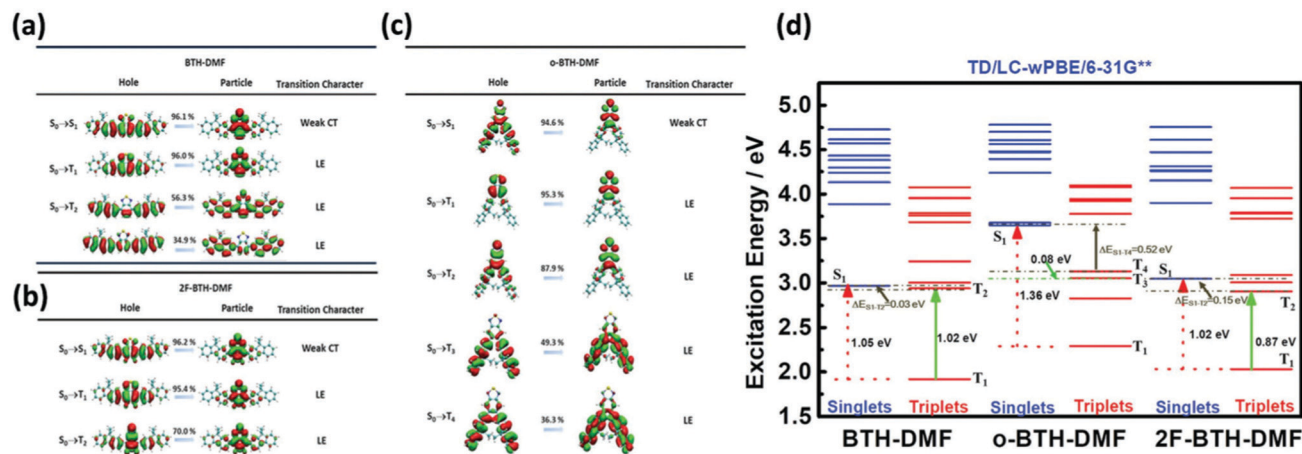 (a)
BTH-DMF
Hole Particle Transition Character
S0→S1 96.1 % Weak CT
S0→T1 96.0 % LE
S0→T2 56.3 % LE
34.9 % LE
(b)
2F-BTH-DMF
Hole Particle Transition Character
S0→S1 96.2 % Weak CT
S0→T1 95.4 % LE
S0→T2 70.0 % LE
(c)
o-BTH-DMF
Hole Particle Transition Character
S0→S1 94.6 % Weak CT
S0→T1 95.3 % LE
S0→T2 87.9 % LE
S0→T3 49.3 % LE
S0→T4 36.3 % LE
(d)
TD/LC-wPBE/6-31G**
Excitation Energy / eV
5.0
4.5
4.0
3.5
3.0
2.5
2.0
1.5
S1
ΔES1-T2=0.03 eV
1.05 eV
1.02 eV
T2
T1
S1
0.08 eV
1.36 eV
ΔES1-T4=0.52 eV
T4
T3
T1
S1
ΔES1-T2=0.15 eV
1.02 eV
0.87 eV
T2
T1
Singlets Triplets Singlets Triplets Singlets Triplets
BTH-DMF o-BTH-DMF 2F-BTH-DMF